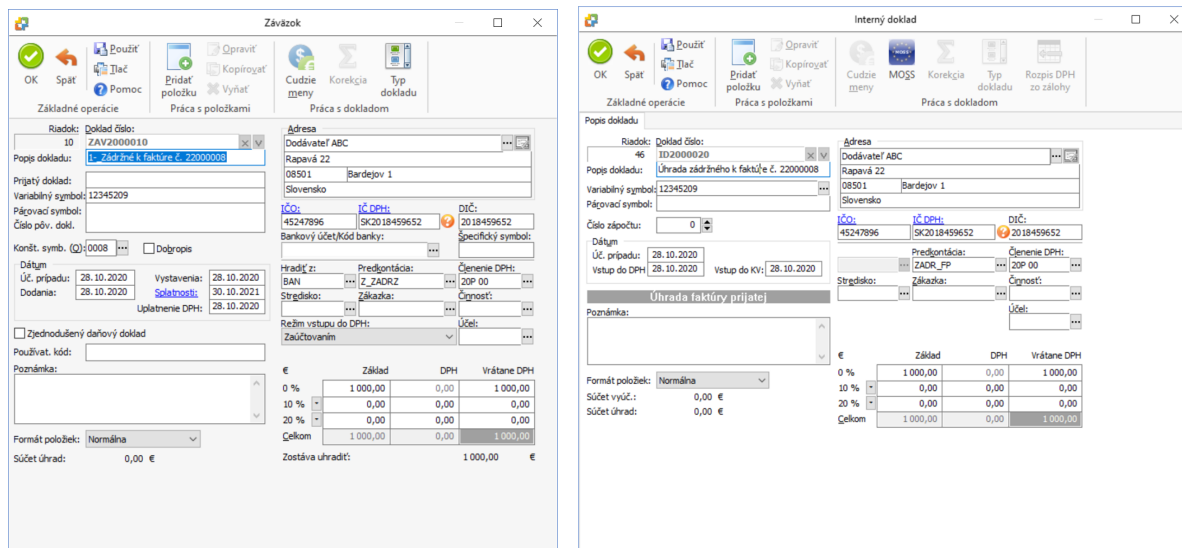 Záväzok
OK
Späť
Použiť
Tlač
Pomoc
Pridať
položku
Opraviť
Kopírovať
Vyňať
Cudzie
meny
Korekcia
Typ
dokladu
Základné operácie
Práca s položkami
Práca s dokladom
Riadok: Doklad číslo:
10 ZAV2000010
Popis dokladu: 1-_Zádržné k faktúre č. 22000008
Prijatý doklad:
Variabilný symbol: 12345209
Párovací symbol:
Číslo pôv. dokl.
Konšt. symb. (Q): 0008 ... Dobropis
Dátum
Úč. prípadu: 28.10.2020 Vystavenia: 28.10.2020
Dodania: 28.10.2020 Splatnosti: 30.10.2021
Uplatnenie DPH: 28.10.2020
Zjednodušený daňový doklad
Používat. kód:
Poznámka:
Formát položiek: Normálna
Súčet úhrad: 0,00 €
Adresa
Dodávateľ ABC ...
Rapavá 22
08501 Bardejov 1
Slovensko
IČO: IČ DPH: DIČ:
45247896 SK2018459652 ? 2018459652
Bankový účet/Kód banky: Špecifický symbol:
...
Hradiť z: Predkontácia: Členenie DPH:
BAN ... Z_ZADRZ ... 20P 00 ...
Stredisko: Zákazka: Činnosť:
... ... ...
Režim vstupu do DPH: Účel:
Zaúčtovaním ...
€ Základ DPH Vrátane DPH
0 % 1 000,00 0,00 1 000,00
10 % 0,00 0,00 0,00
20 % 0,00 0,00 0,00
Celkom 1 000,00 0,00 1 000,00
Zostáva uhradiť: 1 000,00 €
Interný doklad
OK
Späť
Použiť
Tlač
Pomoc
Pridať
položku
Opraviť
Kopírovať
Vyňať
Cudzie
meny
MOSS
MOSS
Korekcia
Typ
dokladu
Rozpis DPH
zo zálohy
Základné operácie
Práca s položkami
Práca s dokladom
Popis dokladu
Riadok: Doklad číslo:
46 ID2000020
Popis dokladu: Úhrada zádržného k faktúre č. 22000008
Variabilný symbol: 12345209 ...
Párovací symbol:
Číslo zápočtu: 0
Dátum
Úč. prípadu: 28.10.2020
Vstup do DPH 28.10.2020 Vstup do KV: 28.10.2020
Úhrada faktúry prijatej
Poznámka:
Formát položiek: Normálna
Súčet vyúč.: 0,00 €
Súčet úhrad: 0,00 €
Adresa
Dodávateľ ABC ...
Rapavá 22
08501 Bardejov 1
Slovensko
IČO: IČ DPH: DIČ:
45247896 SK2018459652 ? 2018459652
Predkontácia: Členenie DPH:
... ZADR_FP ... 20P 00 ...
Stredisko: Zákazka: Činnosť:
... ... ...
Účel:
...
€ Základ DPH Vrátane DPH
0 % 1 000,00 0,00 1 000,00
10 % 0,00 0,00 0,00
20 % 0,00 0,00 0,00
Celkom 1 000,00 0,00 1 000,00